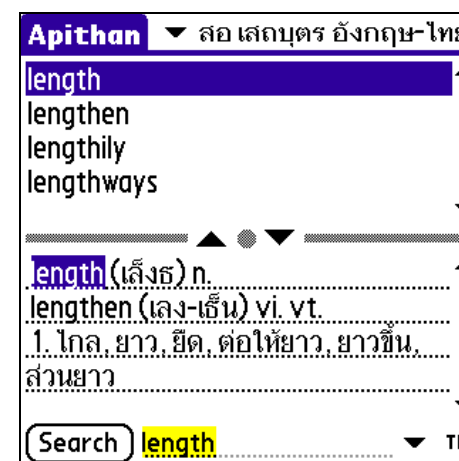 Apithan ▼ สอ เสถบุตร อังกฤษ-ไทย
length
lengthen
lengthily
lengthways
length (เล็งธ) n.
lengthen (เลง-เธ็น) vi. vt.
1. ไกล, ยาว, ยืด, ต่อให้ยาว, ยาวขึ้น,
ส่วนยาว
Search length